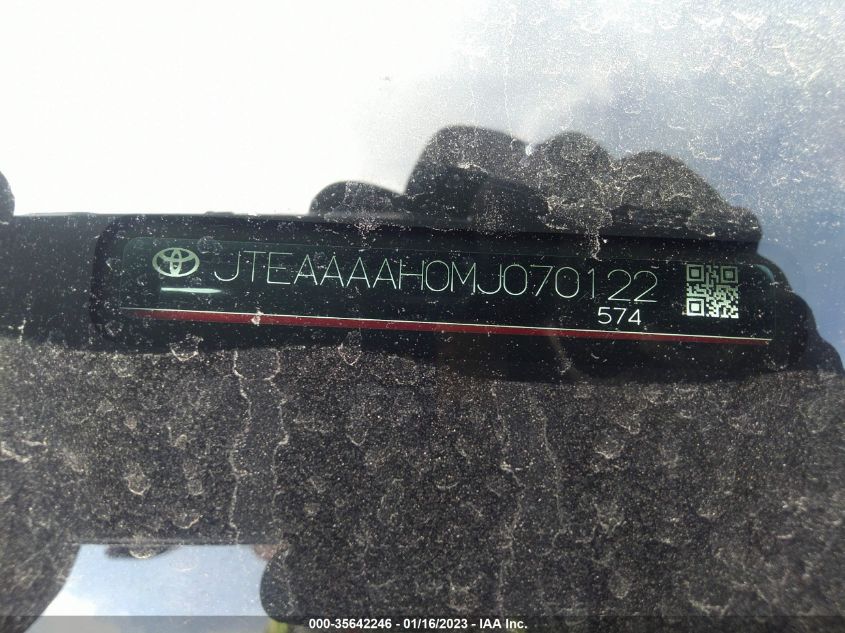 JTEAAAAH0MJ070122
574
000-35642246 - 01/16/2023 - IAA Inc.